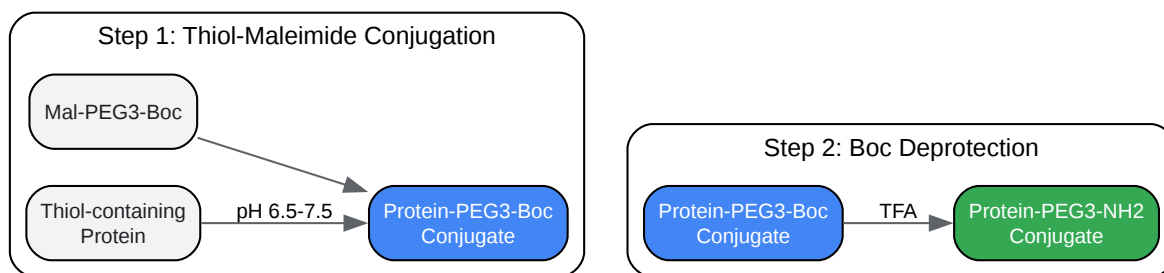 Step 1: Thiol-Maleimide Conjugation
Mal-PEG3-Boc
Thiol-containing
Protein
pH 6.5-7.5
Protein-PEG3-Boc
Conjugate
Step 2: Boc Deprotection
Protein-PEG3-Boc
Conjugate
TFA
Protein-PEG3-NH2
Conjugate